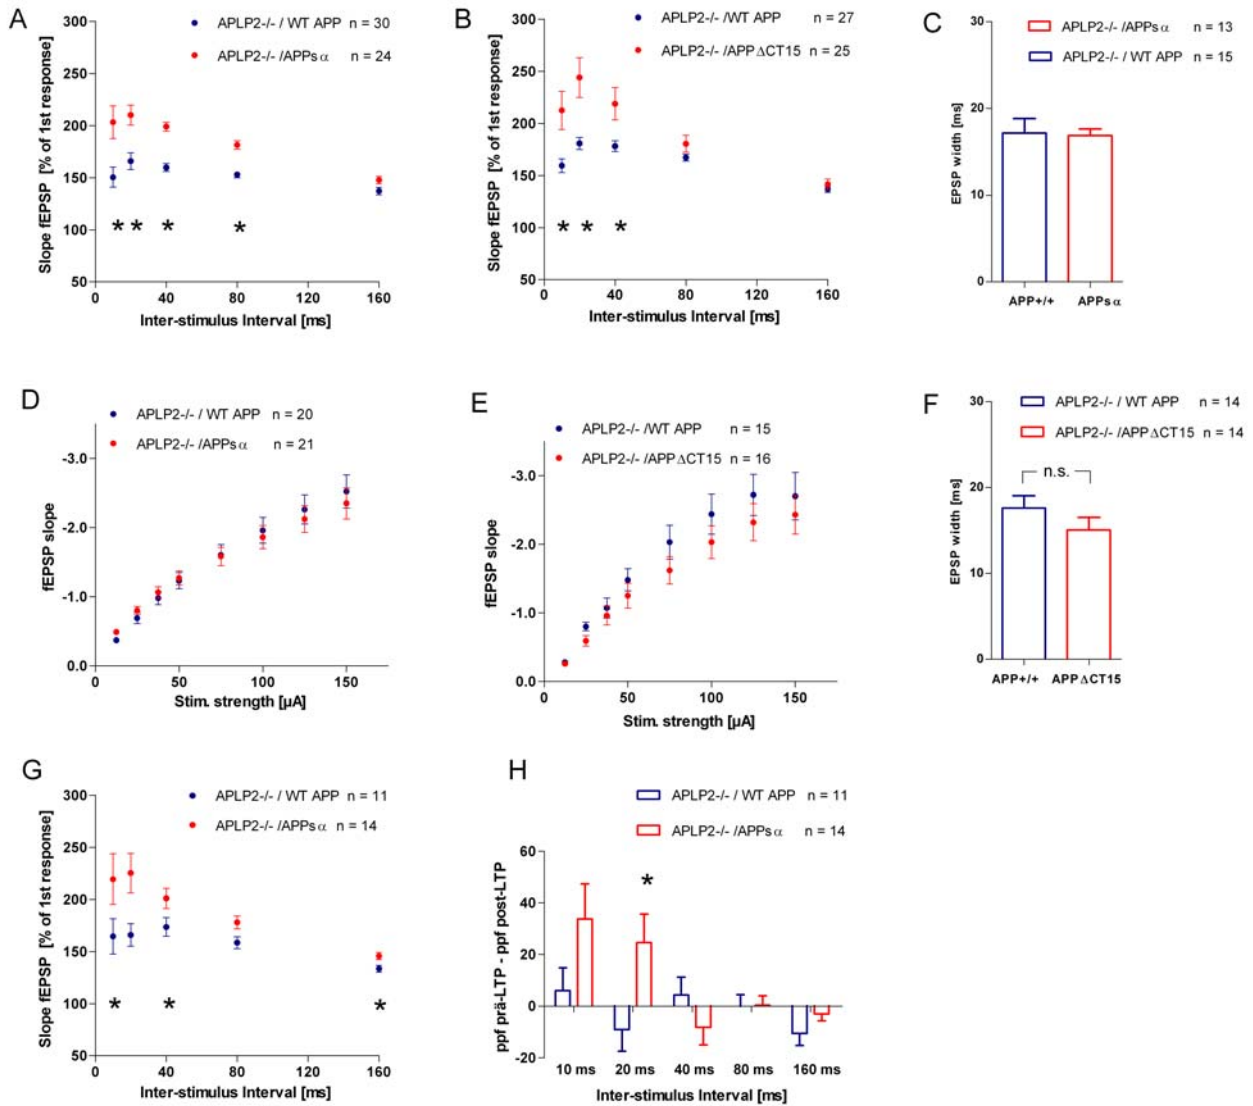 A
APLP2-/- / WT APP n = 30
APLP2-/- /APPsα n = 24
Slope fEPSP [% of 1st response]
300
250
200
150
100
50
* * * *
0 40 80 120 160
Inter-stimulus Interval [ms]
B
APLP2-/- /WT APP n = 27
APLP2-/- /APPΔCT15 n = 25
Slope fEPSP [% of 1st response]
300
250
200
150
100
50
* * *
0 40 80 120 160
Inter-stimulus Interval [ms]
C
APLP2-/- /APPsα n = 13
APLP2-/- / WT APP n = 15
EPSP width [ms]
30
20
10
0
APP+/+ APPsα
D
APLP2-/- / WT APP n = 20
APLP2-/- /APPsα n = 21
fEPSP slope
-3.0
-2.0
-1.0
0.0
0 50 100 150
Stim. strength [µA]
E
APLP2-/- /WT APP n = 15
APLP2-/- /APPΔCT15 n = 16
fEPSP slope
-3.0
-2.0
-1.0
0.0
0 50 100 150
Stim. strength [µA]
F
APLP2-/- / WT APP n = 14
APLP2-/- /APPΔCT15 n = 14
n.s.
EPSP width [ms]
30
20
10
0
APP+/+ APPΔCT15
G
APLP2-/- / WT APP n = 11
APLP2-/- /APPsα n = 14
Slope fEPSP [% of 1st response]
300
250
200
150
100
50
* * *
0 40 80 120 160
Inter-stimulus Interval [ms]
H
APLP2-/- / WT APP n = 11
APLP2-/- /APPsα n = 14
ppf prä-LTP - ppf post-LTP
60
40
20
0
-20
*
10 ms 20 ms 40 ms 80 ms 160 ms
Inter-stimulus Interval [ms]